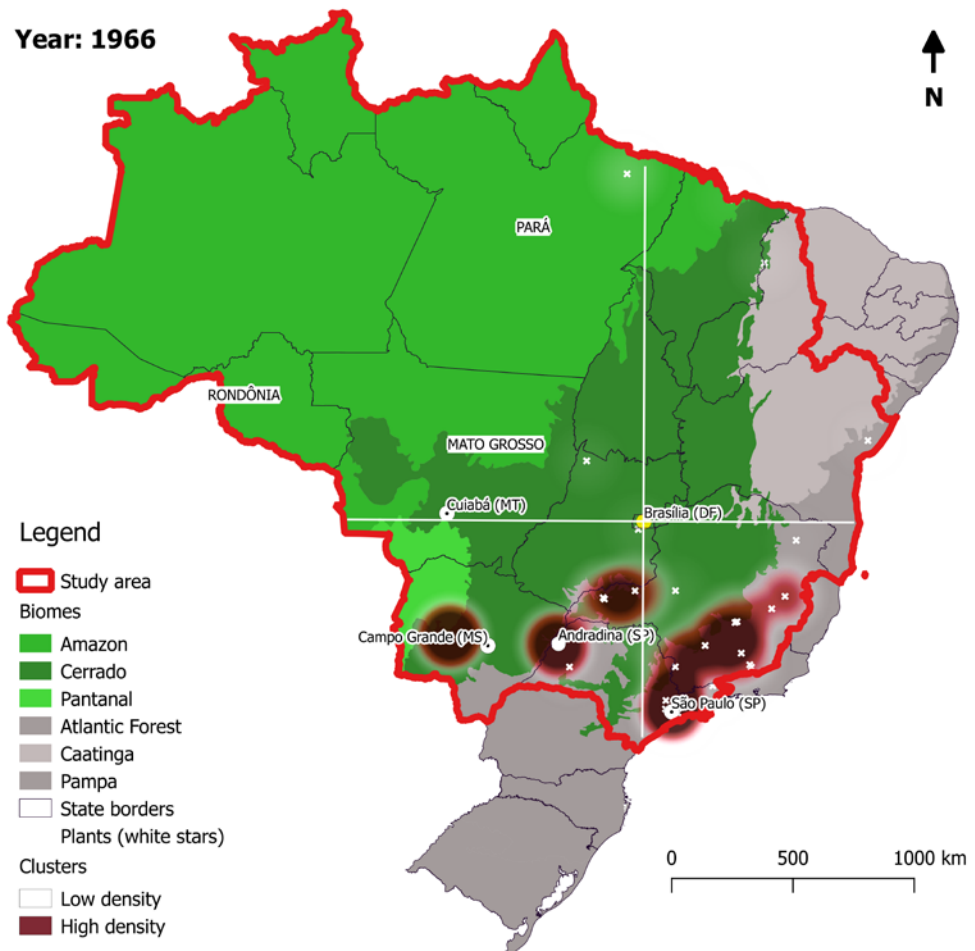 Year: 1966
N
PARÁ
RONDÔNIA
MATO GROSSO
Cuiabá (MT)
Brasília (DF)
Campo Grande (MS)
Andradina (SP)
São Paulo (SP)
Legend
Study area
Biomes
Amazon
Cerrado
Pantanal
Atlantic Forest
Caatinga
Pampa
State borders
Plants (white stars)
Clusters
Low density
High density
0 500 1000 km